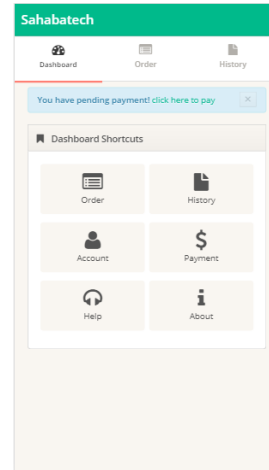 Sahabatech
Dashboard Order History
You have pending payment! click here to pay ×
Dashboard Shortcuts
Order History
Account Payment
Help About